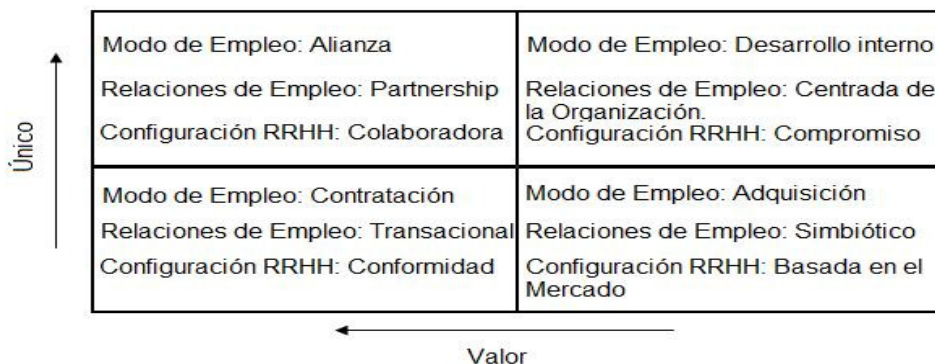 Modo de Empleo: Alianza
Relaciones de Empleo: Partnership
Configuración RRHH: Colaboradora
Modo de Empleo: Desarrollo interno
Relaciones de Empleo: Centrada de
la Organización.
Configuración RRHH: Compromiso
Único
Modo de Empleo: Contratación
Relaciones de Empleo: Transacional
Configuración RRHH: Conformidad
Modo de Empleo: Adquisición
Relaciones de Empleo: Simbiótico
Configuración RRHH: Basada en el
Mercado
Valor